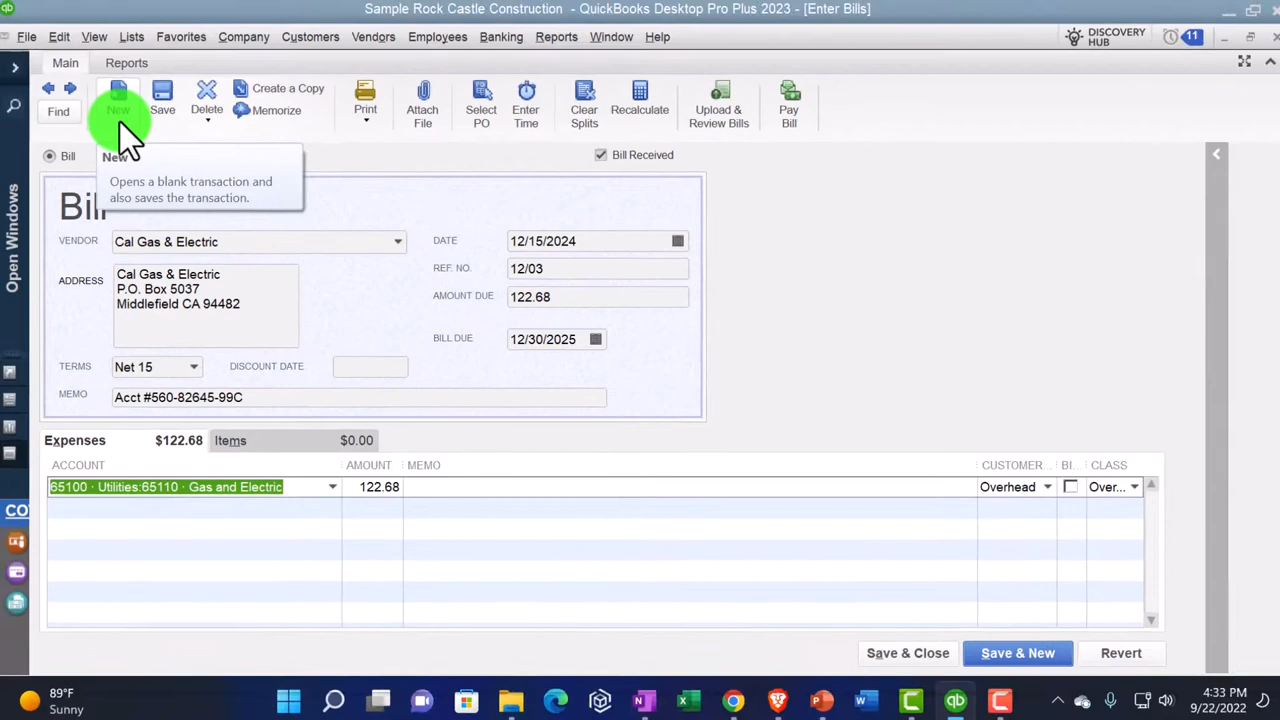 Sample Rock Castle Construction - QuickBooks Desktop Pro Plus 2023 - [Enter Bills]
File Edit View Lists Favorites Company Customers Vendors Employees Banking Reports Window Help
DISCOVERY HUB
11
Main Reports
Find
New
Save
Delete
Create a Copy
Memorize
Print
Attach File
Select PO
Enter Time
Clear Splits
Recalculate
Upload & Review Bills
Pay Bill
Bill
Bill Received
New
Opens a blank transaction and
also saves the transaction.
Open Windows
Bill
VENDOR Cal Gas & Electric
DATE 12/15/2024
REF. NO. 12/03
ADDRESS
Cal Gas & Electric
P.O. Box 5037
Middlefield CA 94482
AMOUNT DUE 122.68
BILL DUE 12/30/2025
TERMS Net 15 DISCOUNT DATE
MEMO Acct #560-82645-99C
Expenses $122.68 Items $0.00
ACCOUNT AMOUNT MEMO CUSTOMER... BI... CLASS
65100 · Utilities:65110 · Gas and Electric 122.68 Overhead Over...
Save & Close Save & New Revert
89°F
Sunny
4:33 PM
9/22/2022